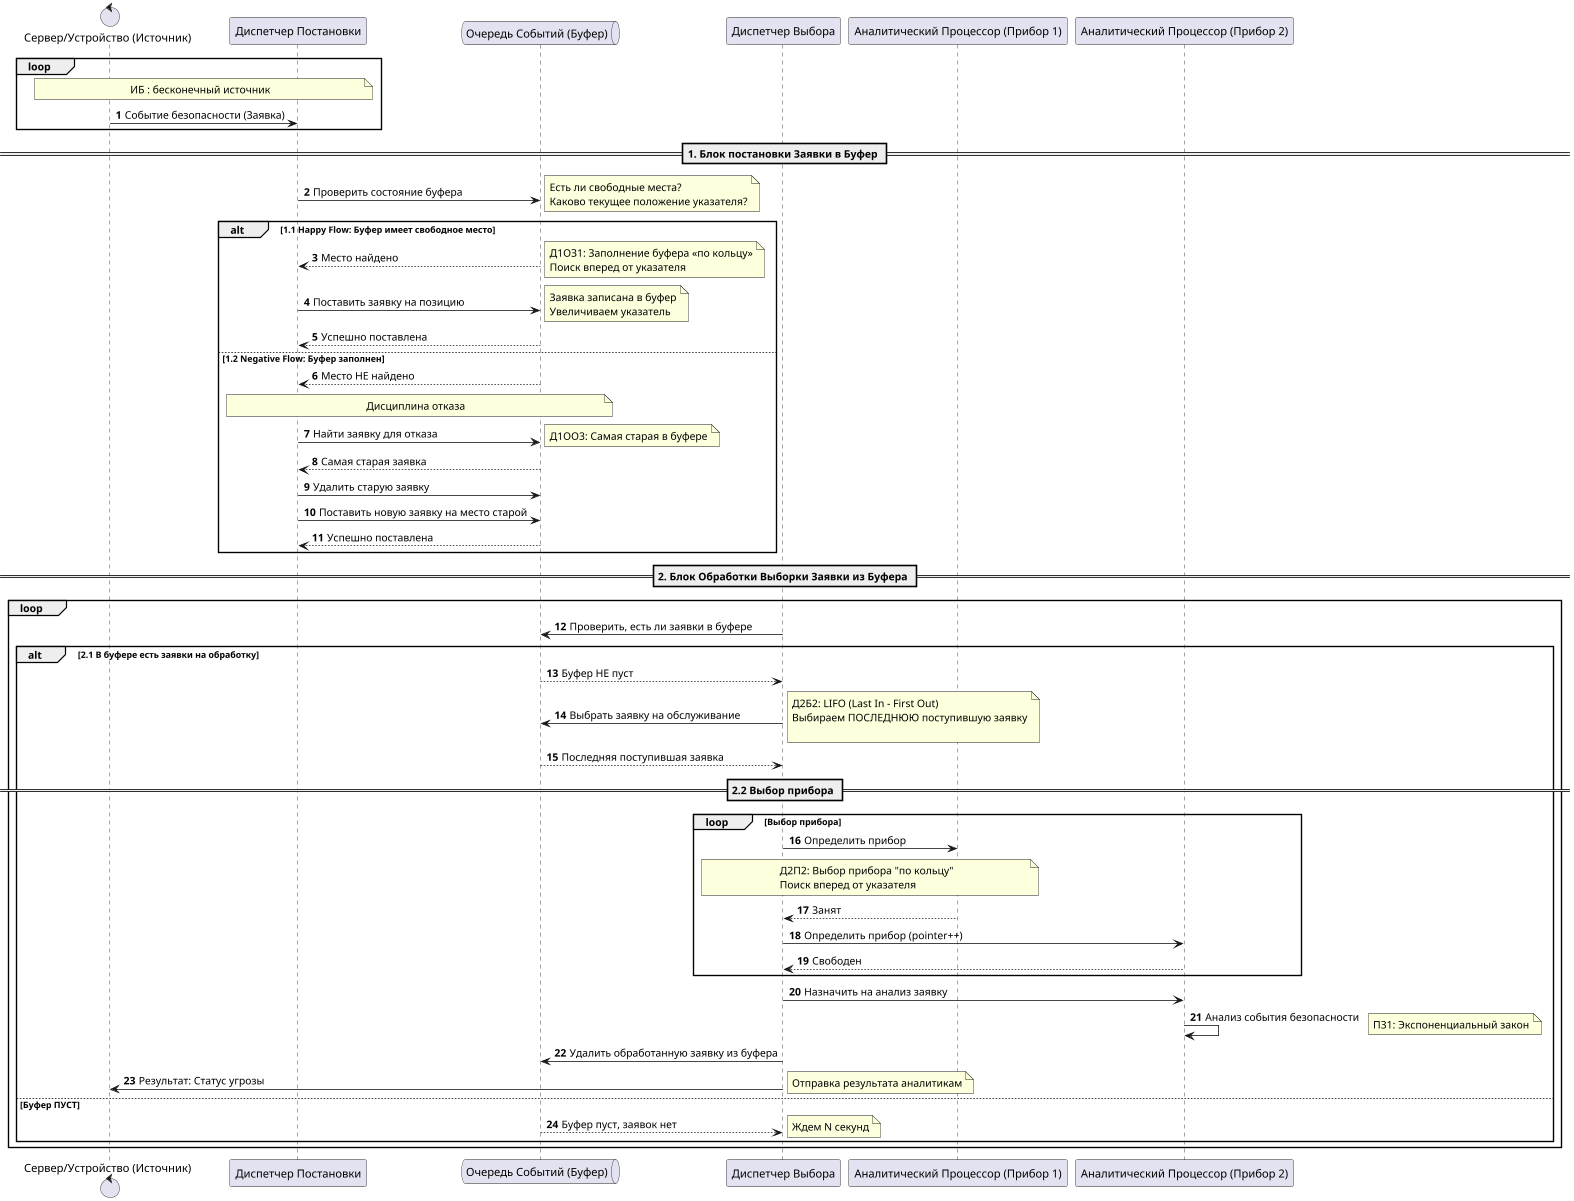 Сервер/Устройство (Источник)
Диспетчер Постановки
Очередь Событий (Буфер)
Диспетчер Выбора
Аналитический Процессор (Прибор 1)
Аналитический Процессор (Прибор 2)
loop
ИБ : бесконечный источник
1 Событие безопасности (Заявка)
1. Блок постановки Заявки в Буфер
2 Проверить состояние буфера
Есть ли свободные места?
Каково текущее положение указателя?
alt
[1.1 Happy Flow: Буфер имеет свободное место]
3 Место найдено
Д1О31: Заполнение буфера «по кольцу»
Поиск вперед от указателя
4 Поставить заявку на позицию
Заявка записана в буфер
Увеличиваем указатель
5 Успешно поставлена
[1.2 Negative Flow: Буфер заполнен]
6 Место НЕ найдено
Дисциплина отказа
7 Найти заявку для отказа
Д1ОО3: Самая старая в буфере
8 Самая старая заявка
9 Удалить старую заявку
10 Поставить новую заявку на место старой
11 Успешно поставлена
2. Блок Обработки Выборки Заявки из Буфера
loop
12 Проверить, есть ли заявки в буфере
alt
[2.1 В буфере есть заявки на обработку]
13 Буфер НЕ пуст
14 Выбрать заявку на обслуживание
Д2Б2: LIFO (Last In - First Out)
Выбираем ПОСЛЕДНЮЮ поступившую заявку
15 Последняя поступившая заявка
2.2 Выбор прибора
loop
[Выбор прибора]
16 Определить прибор
Д2П2: Выбор прибора "по кольцу"
Поиск вперед от указателя
17 Занят
18 Определить прибор (pointer++)
19 Свободен
20 Назначить на анализ заявку
21 Анализ события безопасности
ПЗ1: Экспоненциальный закон
22 Удалить обработанную заявку из буфера
23 Результат: Статус угрозы
Отправка результата аналитикам
[Буфер ПУСТ]
24 Буфер пуст, заявок нет
Ждем N секунд
Сервер/Устройство (Источник)
Диспетчер Постановки
Очередь Событий (Буфер)
Диспетчер Выбора
Аналитический Процессор (Прибор 1)
Аналитический Процессор (Прибор 2)